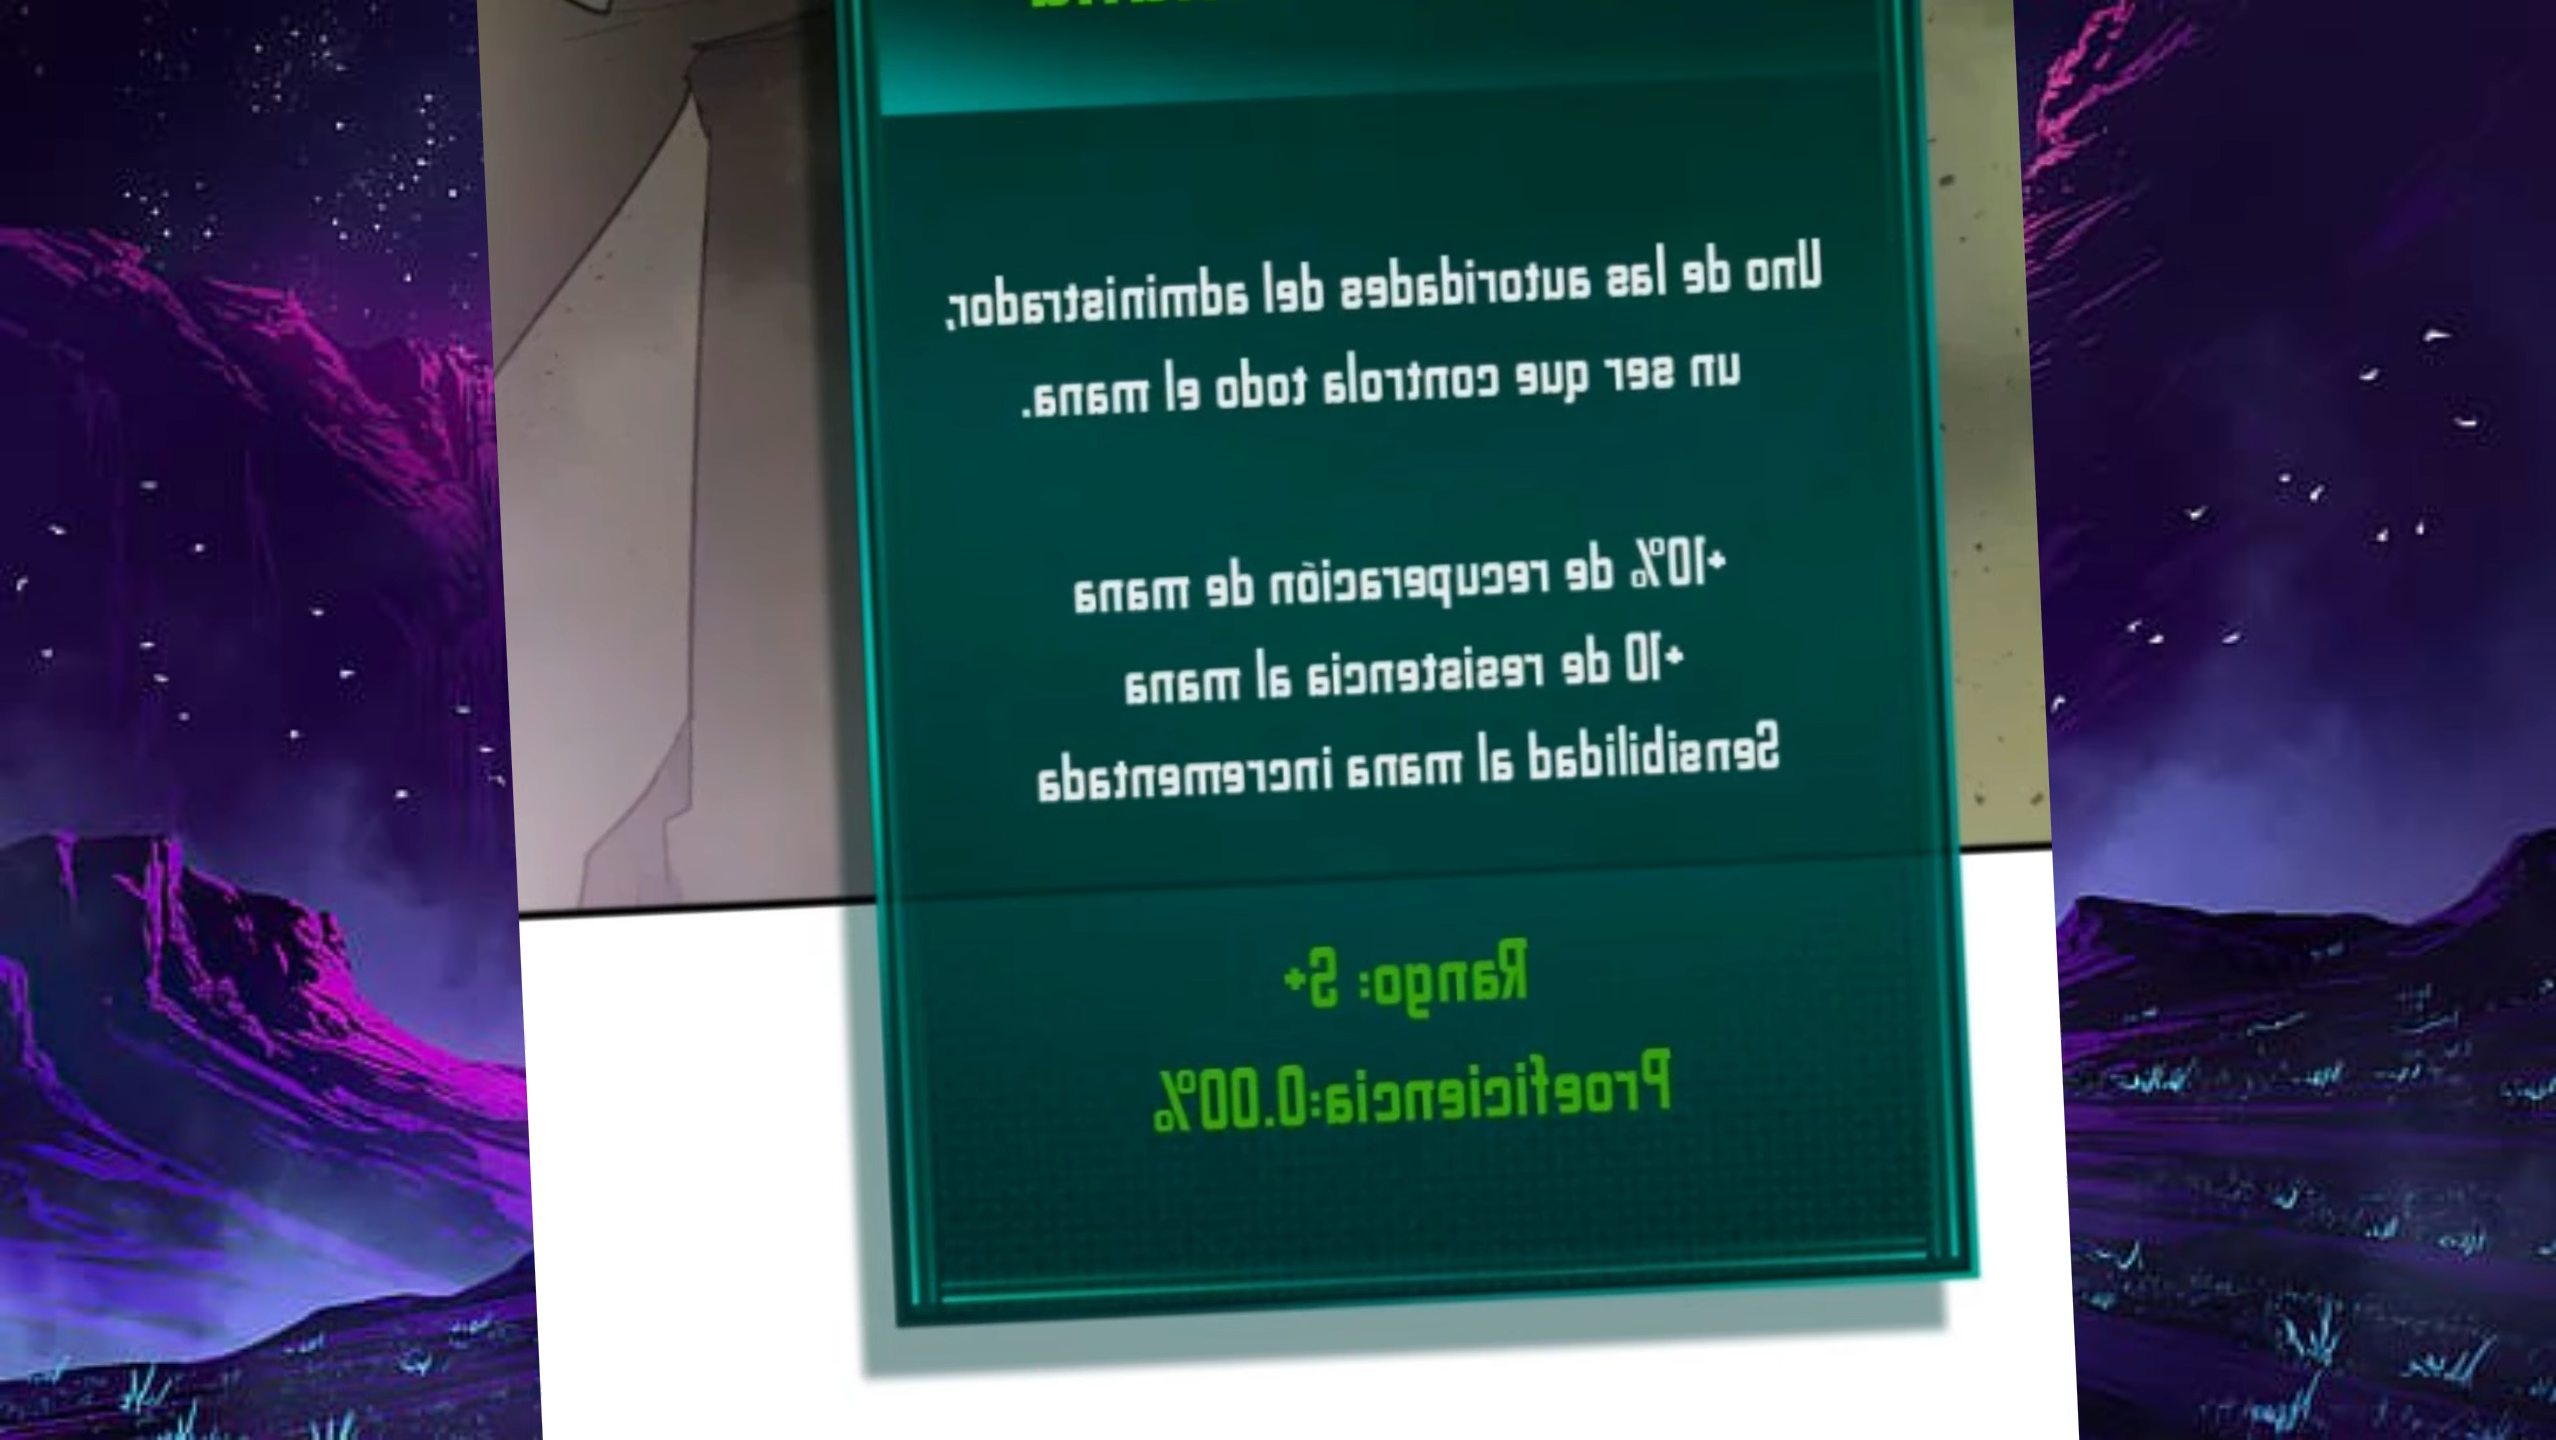 Uno de las autoridades del administrador,
un ser que controla todo el mana.
+10% de recuperación de mana
+10 de resistencia al mana
Sensibilidad al mana incrementada
Rango: S+
Proeficiencia:0.00%